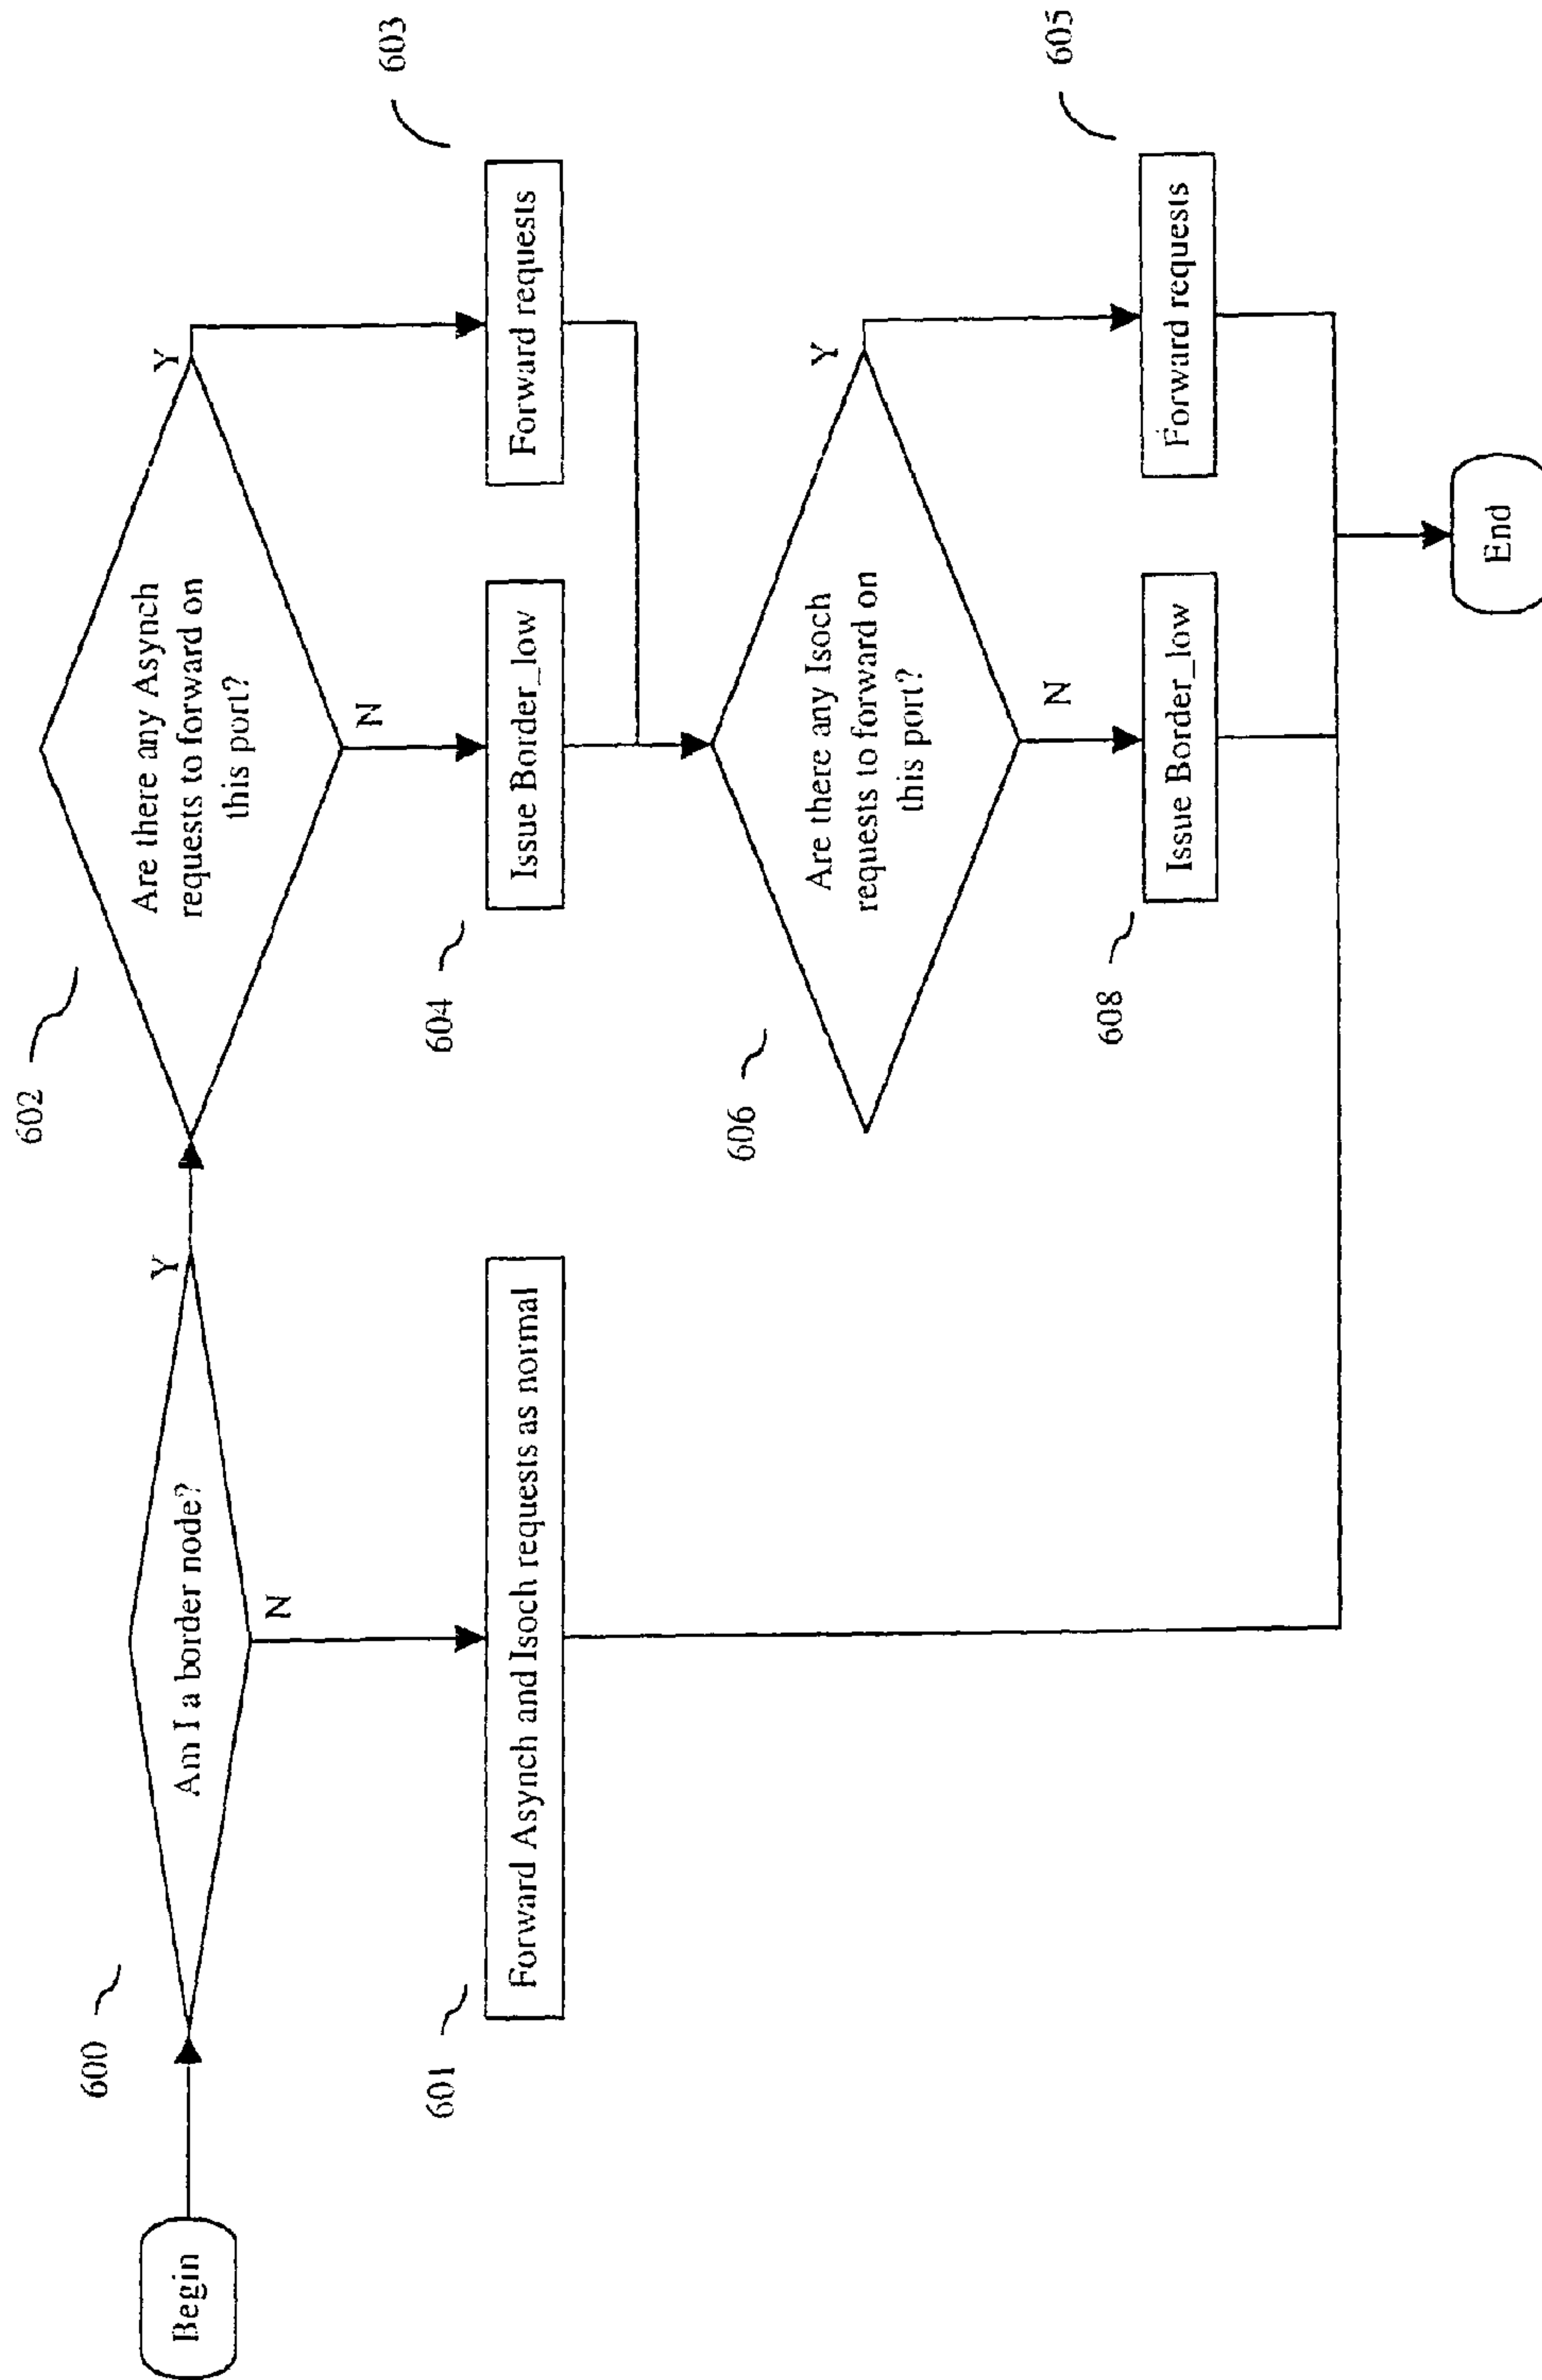 Begin
600
Am I a border node?
Y
N
602
Are there any Asynch
requests to forward on
this port?
Y
N
601
Forward Asynch and Isoch requests as normal
604
Issue Border_low
603
Forward requests
606
Are there any Isoch
requests to forward on
this port?
Y
N
608
Issue Border_low
605
Forward requests
End